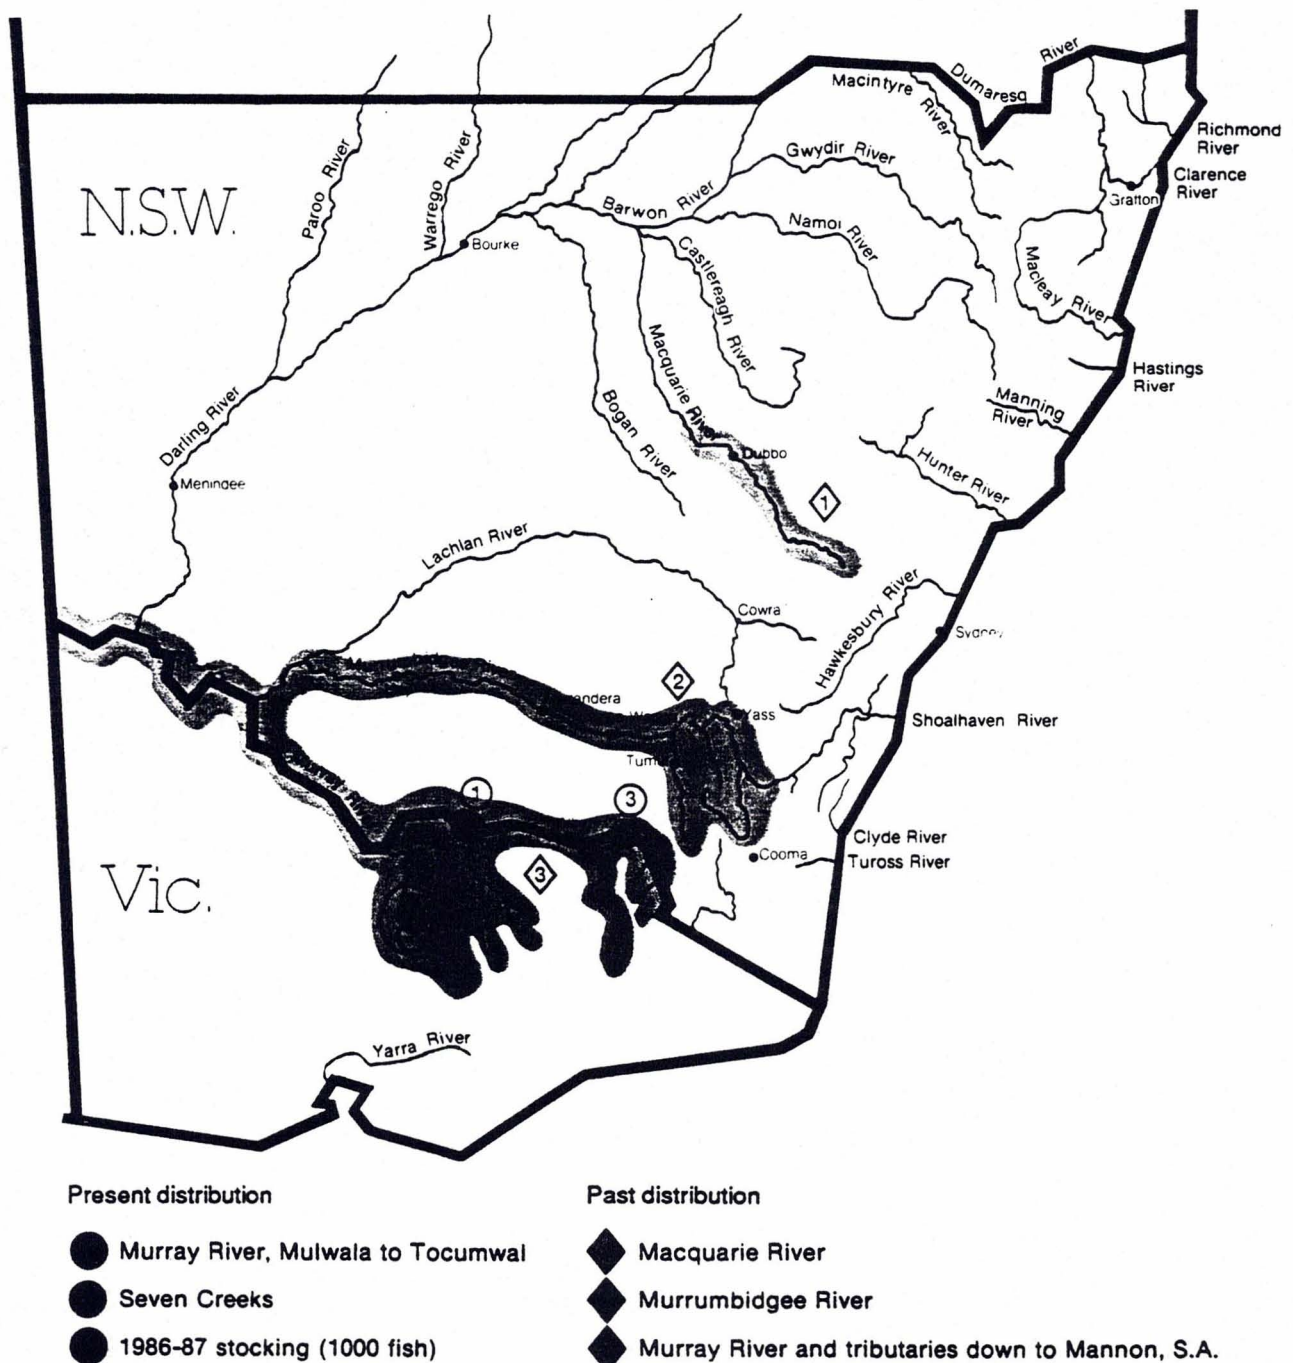 River
Dumaresq
Macintyre River
Richmond
River
Clarence
River
Grafton
Gwydir River
Paroo River
Warrego River
N.S.W.
Barwon River
Namoi River
Bourke
Castlereagh River
Macleay River
Macquarie River
Hastings
River
Manning
River
Darling River
Bogan River
Dubbo
Hunter River
Menindee
1
Lachlan River
Cowra
Hawkesbury River
Sydney
2
Yass
Shoalhaven River
1
3
Clyde River
Cooma
Tuross River
3
Vic.
Yarra River
Present distribution
Murray River, Mulwala to Tocumwal
Seven Creeks
1986-87 stocking (1000 fish)
Past distribution
Macquarie River
Murrumbidgee River
Murray River and tributaries down to Mannon, S.A.